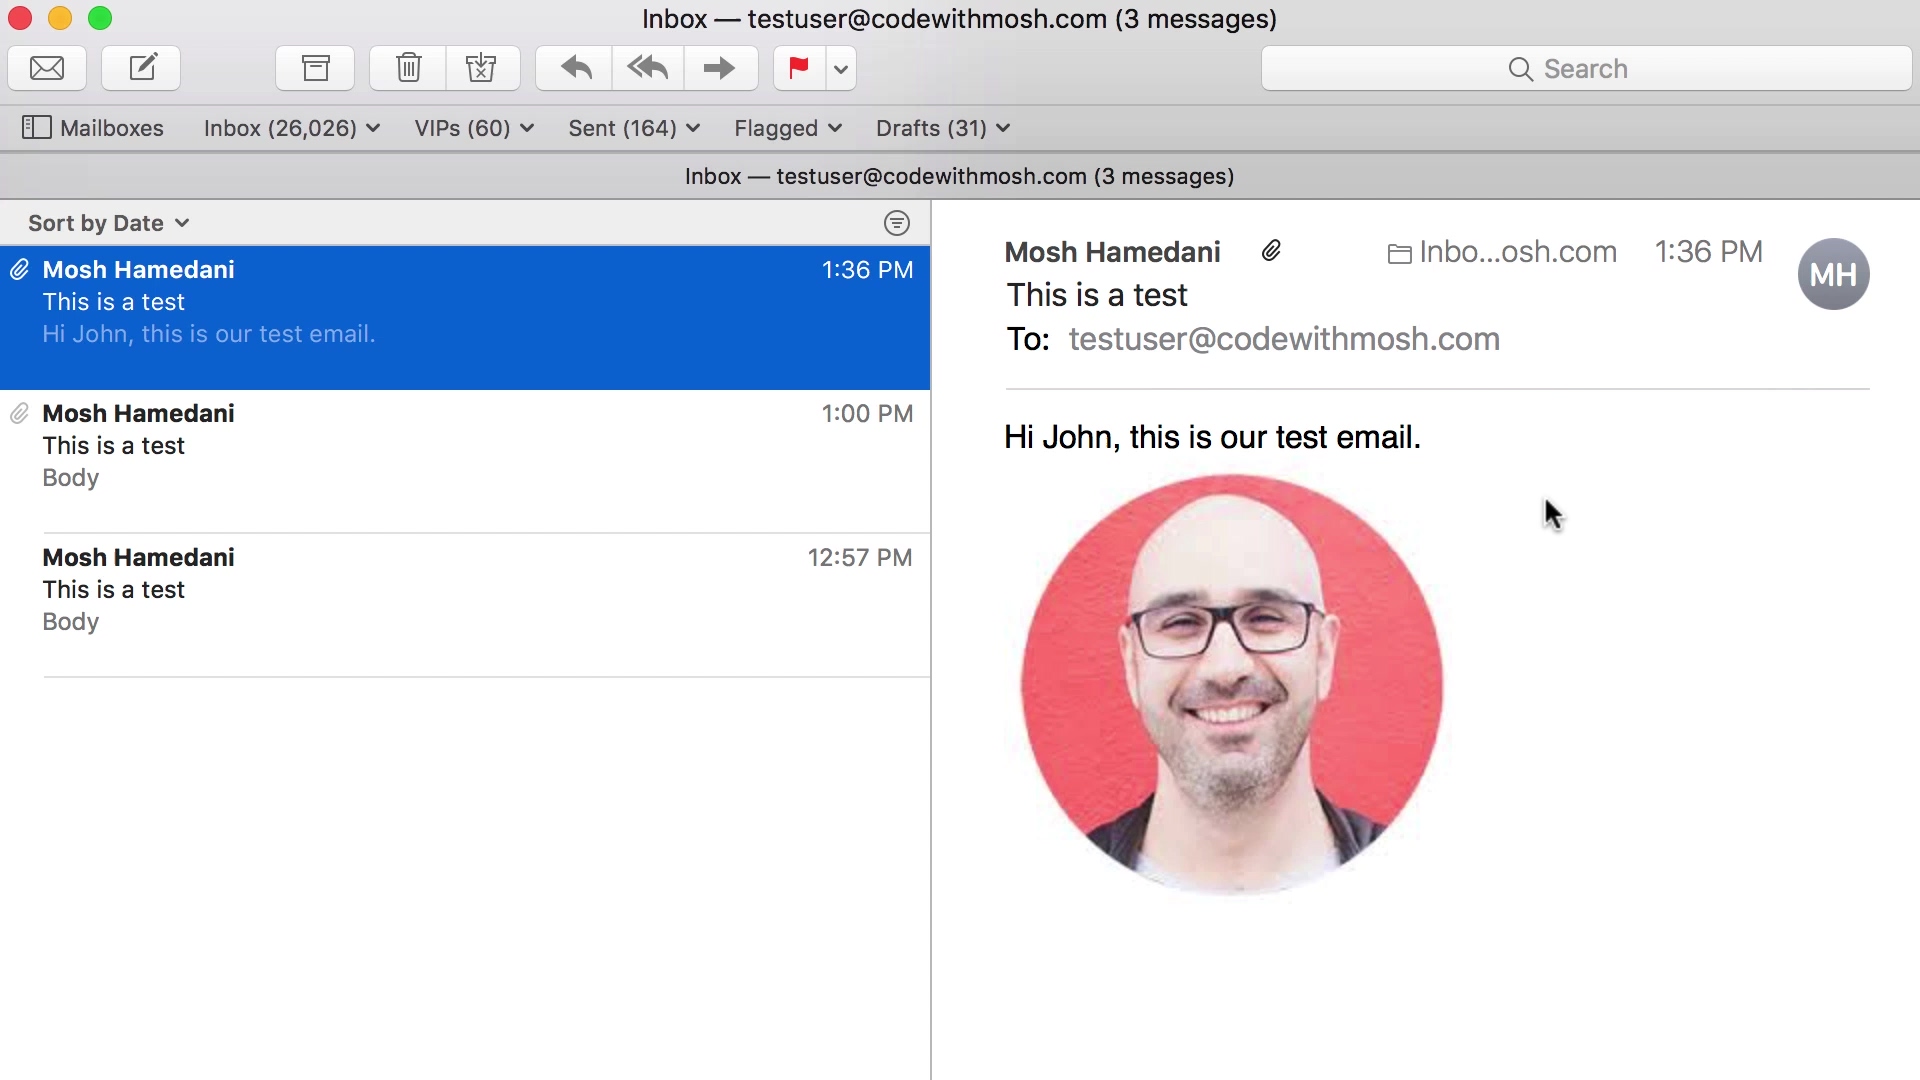 Inbox — testuser@codewithmosh.com (3 messages)
Search
Mailboxes Inbox (26,026) VIPs (60) Sent (164) Flagged Drafts (31)
Inbox — testuser@codewithmosh.com (3 messages)
Sort by Date
Mosh Hamedani 1:36 PM
This is a test
Hi John, this is our test email.
Mosh Hamedani 1:00 PM
This is a test
Body
Mosh Hamedani 12:57 PM
This is a test
Body
Mosh Hamedani Inbo...osh.com 1:36 PM
MH
This is a test
To: testuser@codewithmosh.com
Hi John, this is our test email.